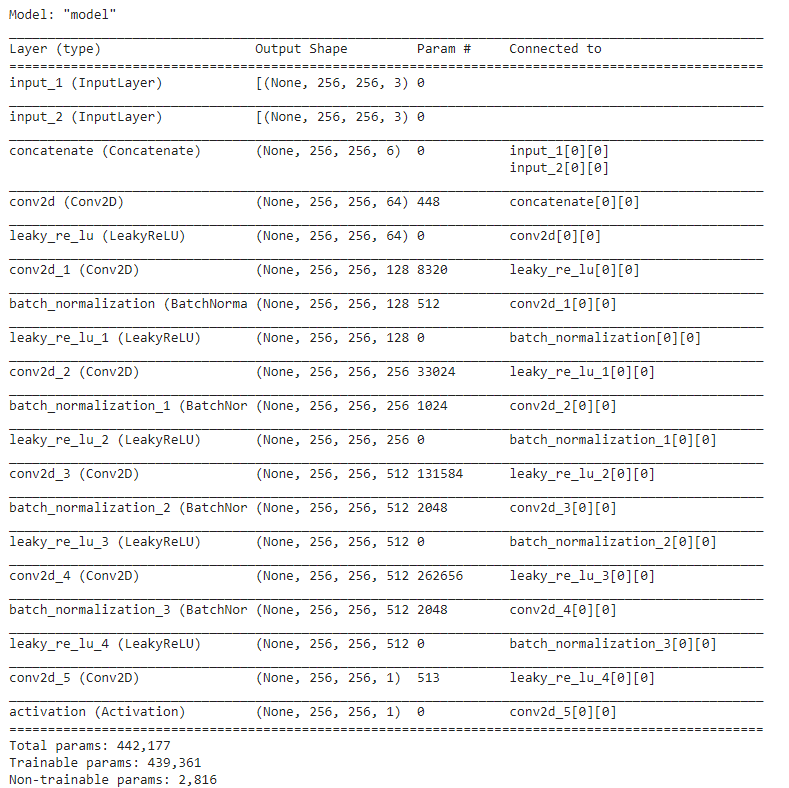 Model: "model"
__________________________________________________________________________________________________
Layer (type)                    Output Shape         Param #     Connected to
==================================================================================================
input_1 (InputLayer)            [(None, 256, 256, 3) 0
__________________________________________________________________________________________________
input_2 (InputLayer)            [(None, 256, 256, 3) 0
__________________________________________________________________________________________________
concatenate (Concatenate)       (None, 256, 256, 6)  0           input_1[0][0]
                                                                 input_2[0][0]
__________________________________________________________________________________________________
conv2d (Conv2D)                 (None, 256, 256, 64) 448         concatenate[0][0]
__________________________________________________________________________________________________
leaky_re_lu (LeakyReLU)         (None, 256, 256, 64) 0           conv2d[0][0]
__________________________________________________________________________________________________
conv2d_1 (Conv2D)               (None, 256, 256, 128 8320        leaky_re_lu[0][0]
__________________________________________________________________________________________________
batch_normalization (BatchNorma (None, 256, 256, 128 512         conv2d_1[0][0]
__________________________________________________________________________________________________
leaky_re_lu_1 (LeakyReLU)       (None, 256, 256, 128 0           batch_normalization[0][0]
__________________________________________________________________________________________________
conv2d_2 (Conv2D)               (None, 256, 256, 256 33024       leaky_re_lu_1[0][0]
__________________________________________________________________________________________________
batch_normalization_1 (BatchNor (None, 256, 256, 256 1024        conv2d_2[0][0]
__________________________________________________________________________________________________
leaky_re_lu_2 (LeakyReLU)       (None, 256, 256, 256 0           batch_normalization_1[0][0]
__________________________________________________________________________________________________
conv2d_3 (Conv2D)               (None, 256, 256, 512 131584      leaky_re_lu_2[0][0]
__________________________________________________________________________________________________
batch_normalization_2 (BatchNor (None, 256, 256, 512 2048        conv2d_3[0][0]
__________________________________________________________________________________________________
leaky_re_lu_3 (LeakyReLU)       (None, 256, 256, 512 0           batch_normalization_2[0][0]
__________________________________________________________________________________________________
conv2d_4 (Conv2D)               (None, 256, 256, 512 262656      leaky_re_lu_3[0][0]
__________________________________________________________________________________________________
batch_normalization_3 (BatchNor (None, 256, 256, 512 2048        conv2d_4[0][0]
__________________________________________________________________________________________________
leaky_re_lu_4 (LeakyReLU)       (None, 256, 256, 512 0           batch_normalization_3[0][0]
__________________________________________________________________________________________________
conv2d_5 (Conv2D)               (None, 256, 256, 1)  513         leaky_re_lu_4[0][0]
__________________________________________________________________________________________________
activation (Activation)         (None, 256, 256, 1)  0           conv2d_5[0][0]
==================================================================================================
Total params: 442,177
Trainable params: 439,361
Non-trainable params: 2,816